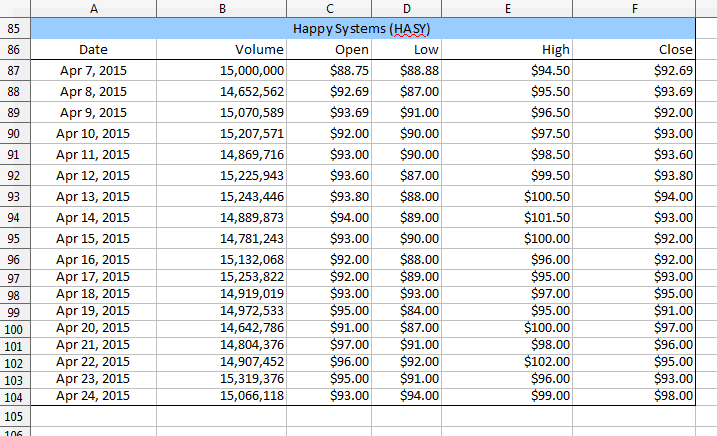 A B C D E F
85 Happy Systems (HASY)
86 Date Volume Open Low High Close
87 Apr 7, 2015 15,000,000 $88.75 $88.88 $94.50 $92.69
88 Apr 8, 2015 14,652,562 $92.69 $87.00 $95.50 $93.69
89 Apr 9, 2015 15,070,589 $93.69 $91.00 $96.50 $92.00
90 Apr 10, 2015 15,207,571 $92.00 $90.00 $97.50 $93.00
91 Apr 11, 2015 14,869,716 $93.00 $90.00 $98.50 $93.60
92 Apr 12, 2015 15,225,943 $93.60 $87.00 $99.50 $93.80
93 Apr 13, 2015 15,243,446 $93.80 $88.00 $100.50 $94.00
94 Apr 14, 2015 14,889,873 $94.00 $89.00 $101.50 $93.00
95 Apr 15, 2015 14,781,243 $93.00 $90.00 $100.00 $92.00
96 Apr 16, 2015 15,132,068 $92.00 $88.00 $96.00 $92.00
97 Apr 17, 2015 15,253,822 $92.00 $89.00 $95.00 $93.00
98 Apr 18, 2015 14,919,019 $93.00 $93.00 $97.00 $95.00
99 Apr 19, 2015 14,972,533 $95.00 $84.00 $95.00 $91.00
100 Apr 20, 2015 14,642,786 $91.00 $87.00 $100.00 $97.00
101 Apr 21, 2015 14,804,376 $97.00 $91.00 $98.00 $96.00
102 Apr 22, 2015 14,907,452 $96.00 $92.00 $102.00 $95.00
103 Apr 23, 2015 15,319,376 $95.00 $91.00 $96.00 $93.00
104 Apr 24, 2015 15,066,118 $93.00 $94.00 $99.00 $98.00
105
106